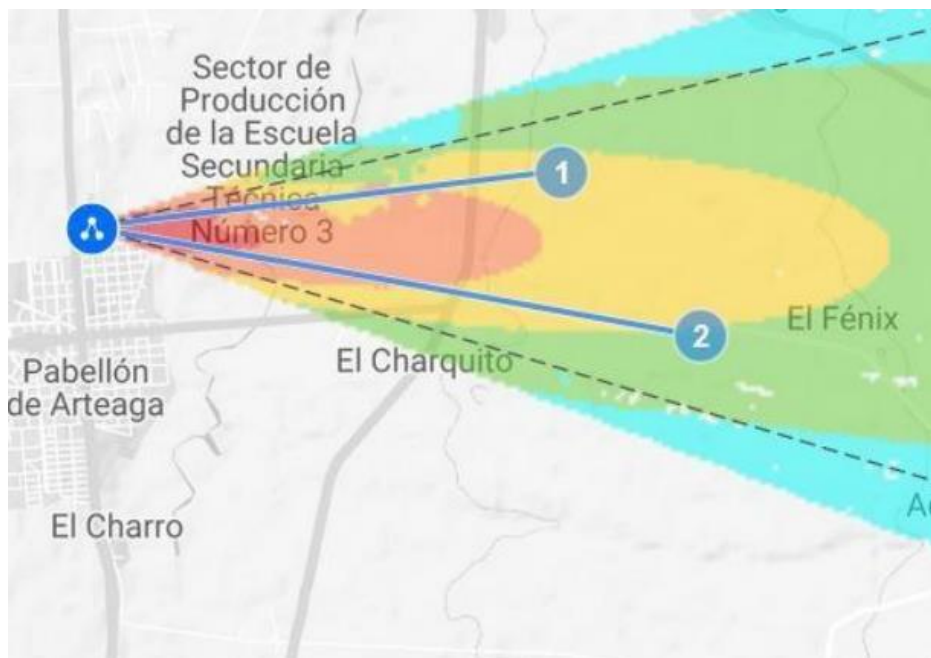 Sector de
Producción
de la Escuela
Secundaria
Técnica
Número 3
1
2
El Fénix
El Charquito
Pabellón
de Arteaga
El Charro